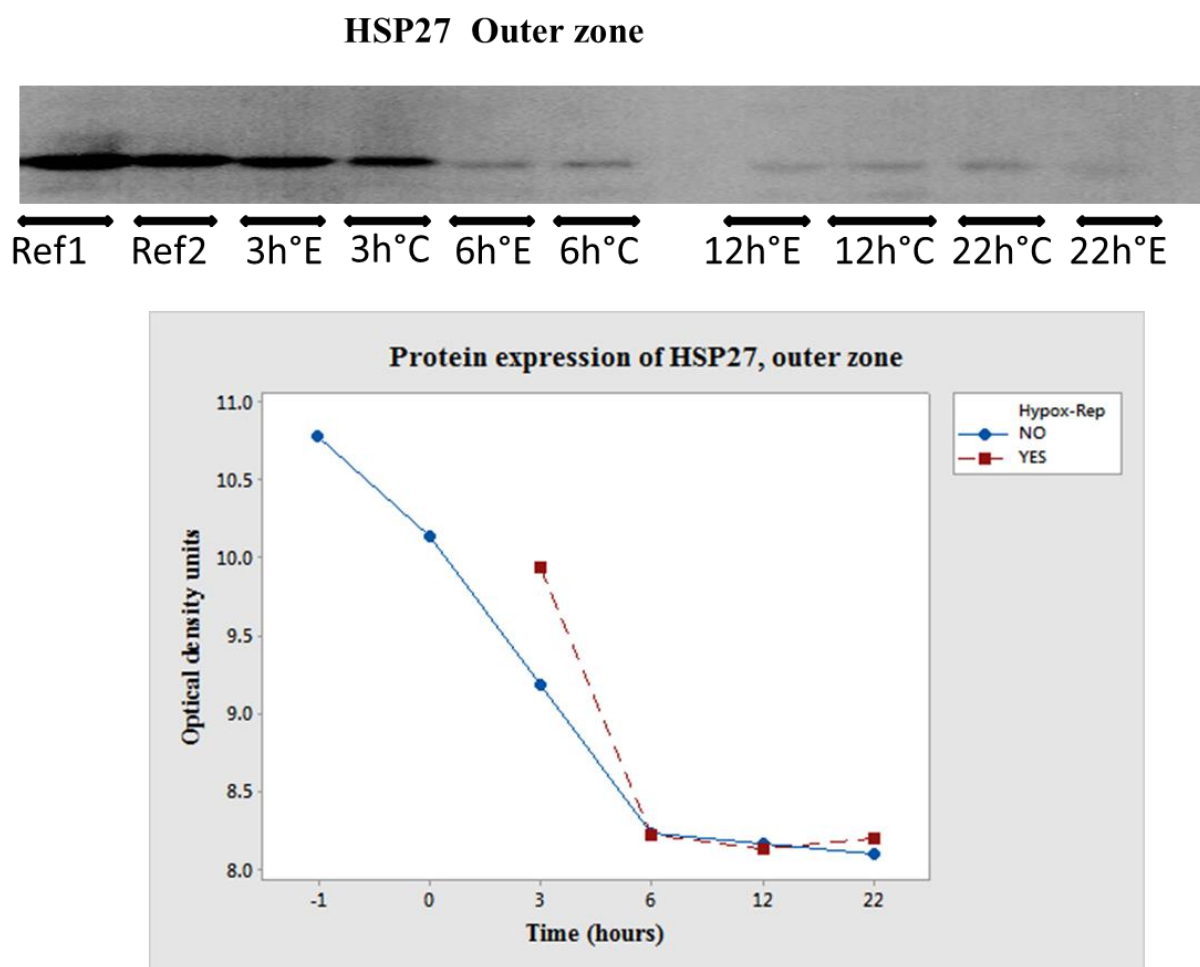 HSP27 Outer zone
Ref1 Ref2 3h°E 3h°C 6h°E 6h°C 12h°E 12h°C 22h°C 22h°E
Protein expression of HSP27, outer zone
Optical density units
11.0
10.5
10.0
9.5
9.0
8.5
8.0
-1 0 3 6 12 22
Time (hours)
Hypox-Rep
NO
YES